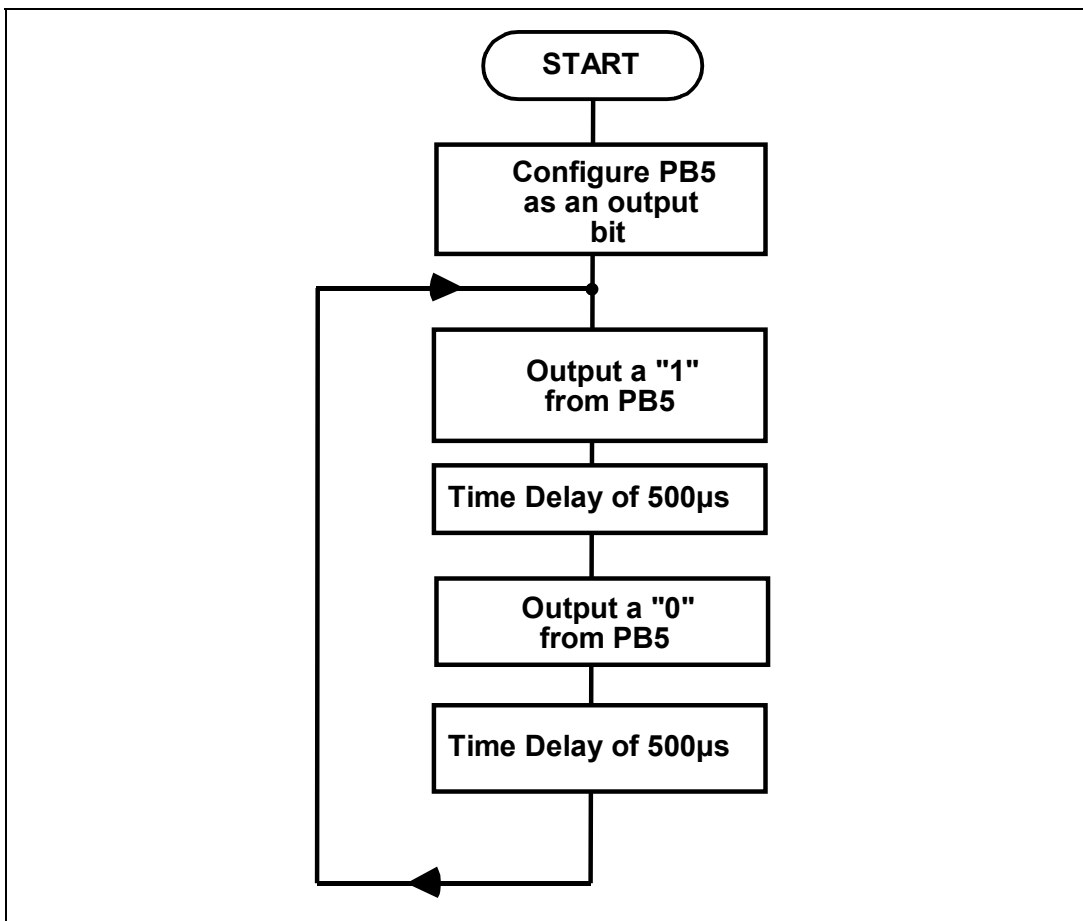 START
Configure PB5
as an output
bit
Output a "1"
from PB5
Time Delay of 500µs
Output a "0"
from PB5
Time Delay of 500µs